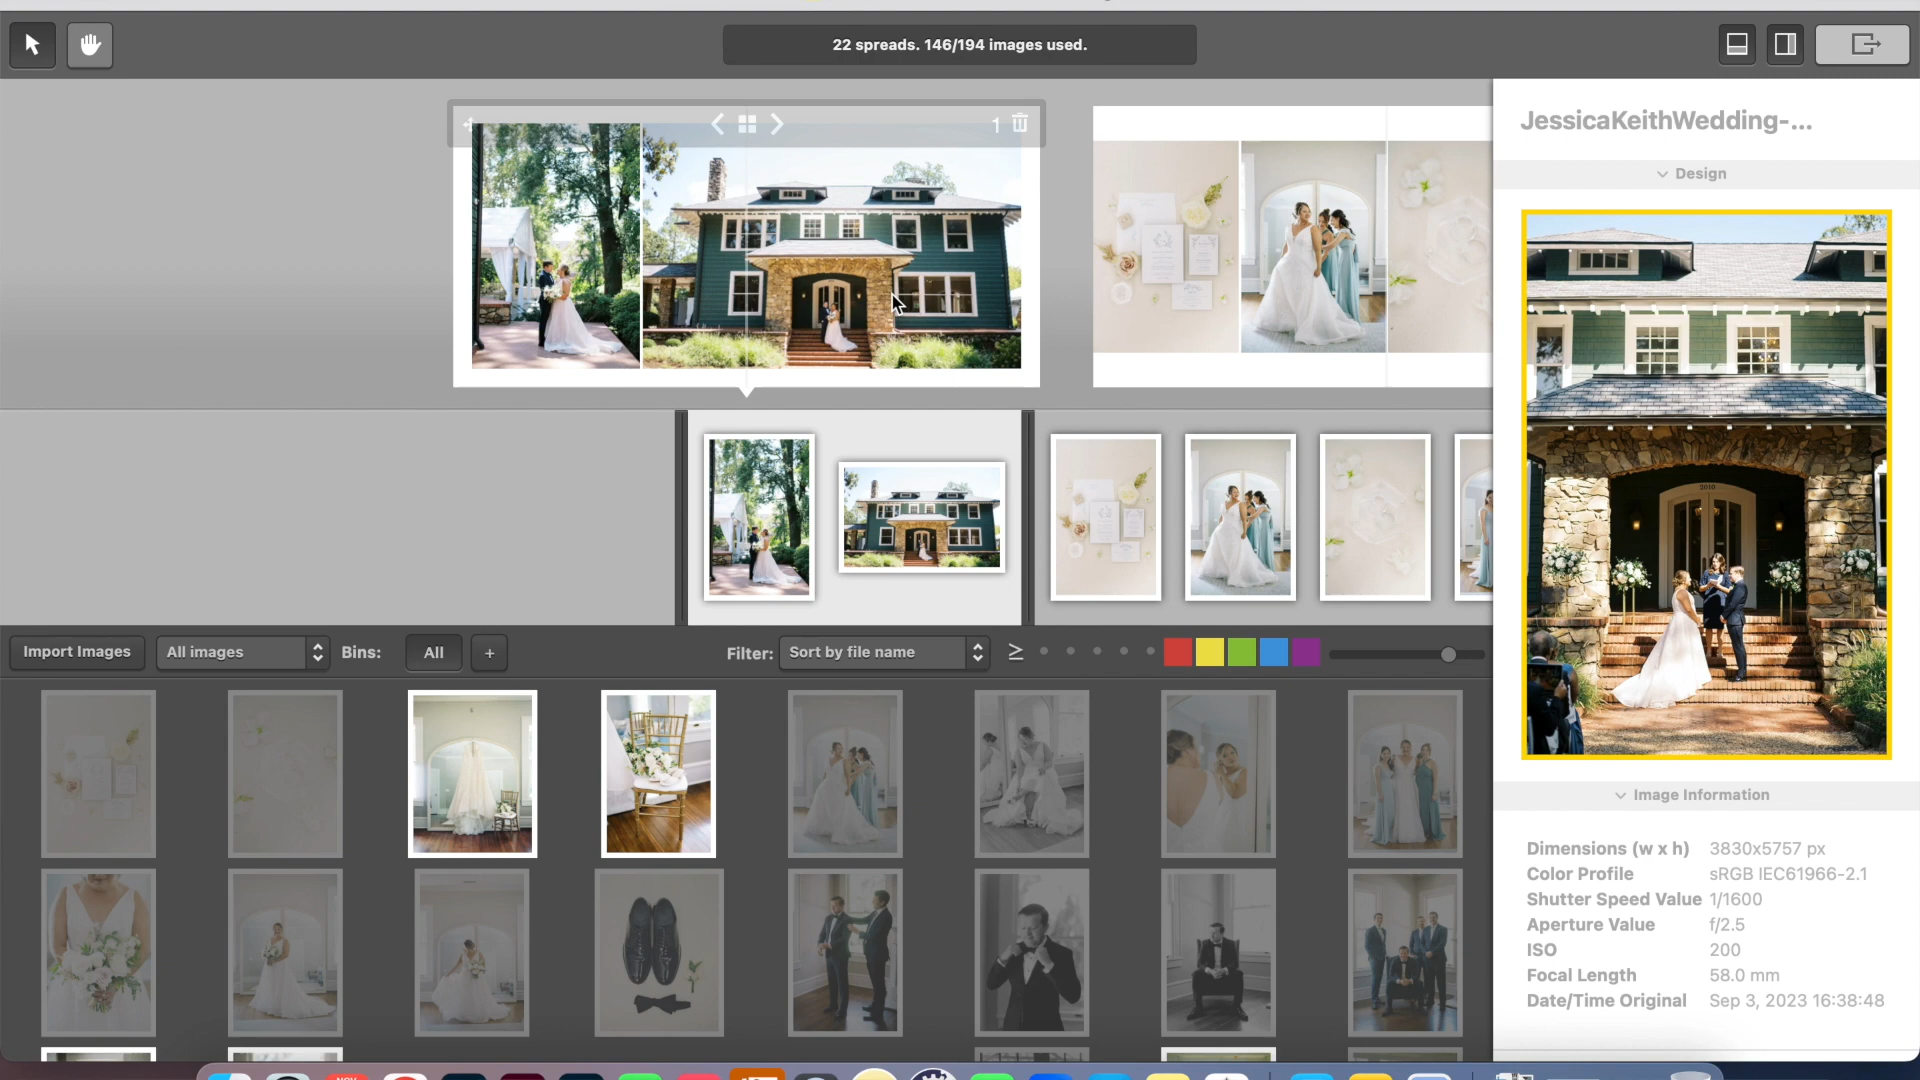 22 spreads. 146/194 images used.
1
JessicaKeithWedding-...
Design
2010
Import Images
All images
Bins:
All
+
Filter:
Sort by file name
≥
Image Information
Dimensions (w x h) 3830x5757 px
Color Profile sRGB IEC61966-2.1
Shutter Speed Value 1/1600
Aperture Value f/2.5
ISO 200
Focal Length 58.0 mm
Date/Time Original Sep 3, 2023 16:38:48
NOV